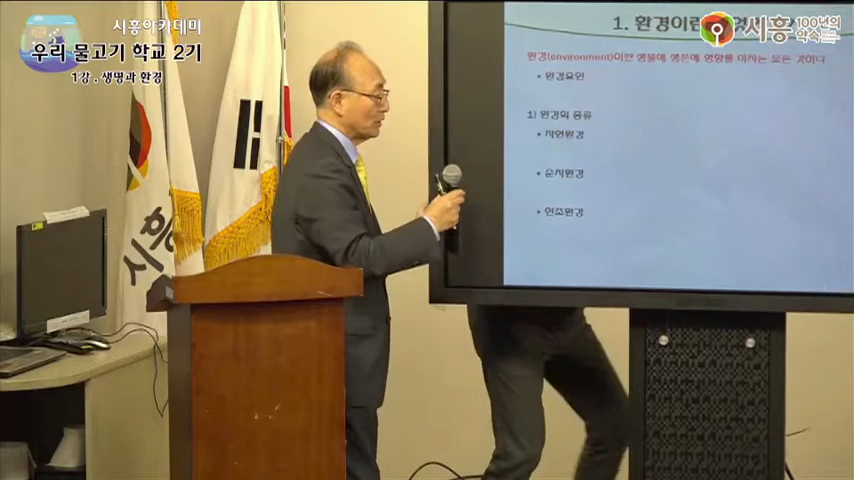 시흥아카데미
우리 물고기 학교 2기
1강. 생명과 환경
시흥 100년의 약속
시흥
1. 환경이란
환경(environment)이란 생물에 생존에 영향을 미치는 모든 것이다
• 환경요인
1) 환경의 종류
• 자연환경
• 순치환경
• 인조환경